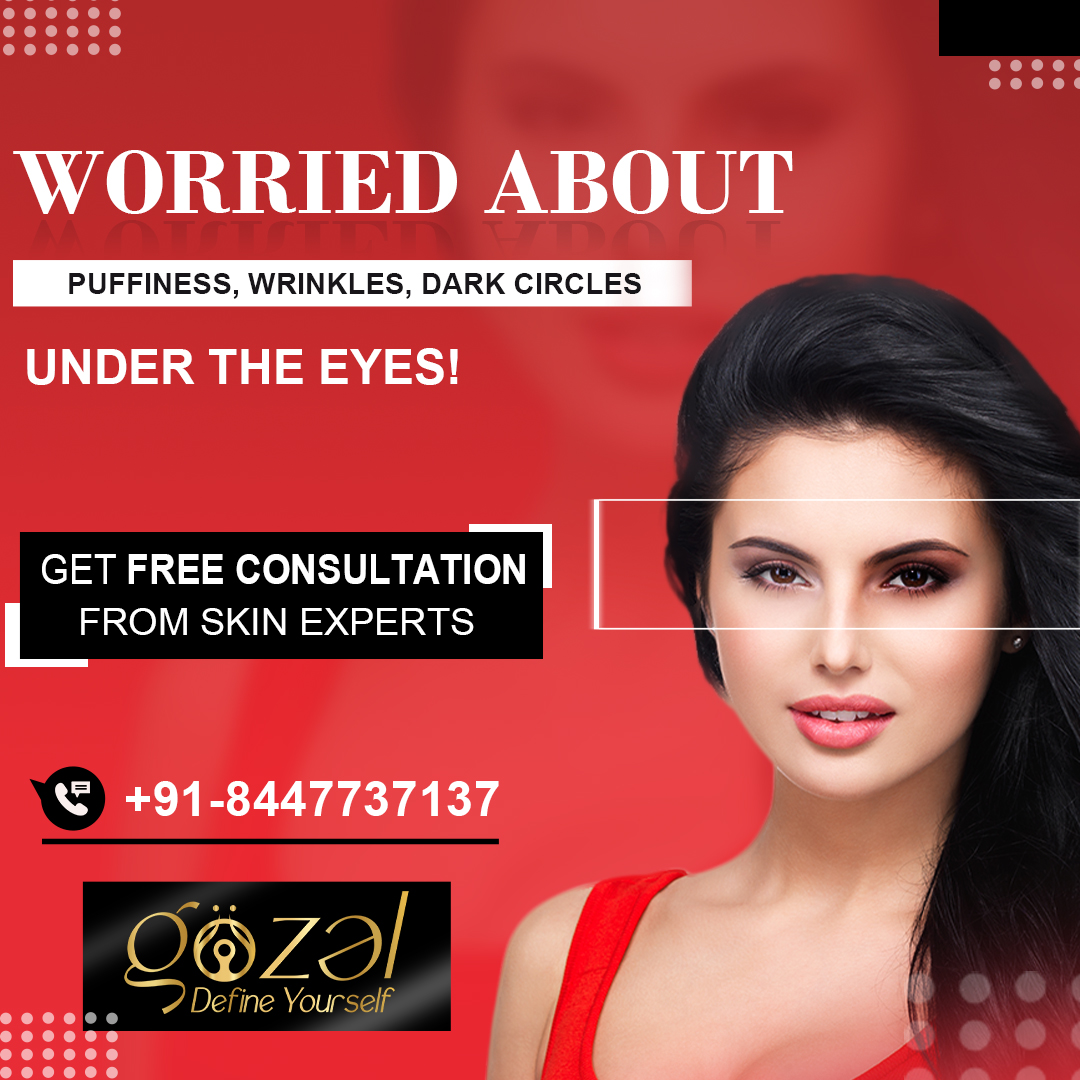 WORRIED ABOUT
PUFFINESS, WRINKLES, DARK CIRCLES
UNDER THE EYES!
GET FREE CONSULTATION
FROM SKIN EXPERTS
+91-8447737137
gözəl
Define Yourself